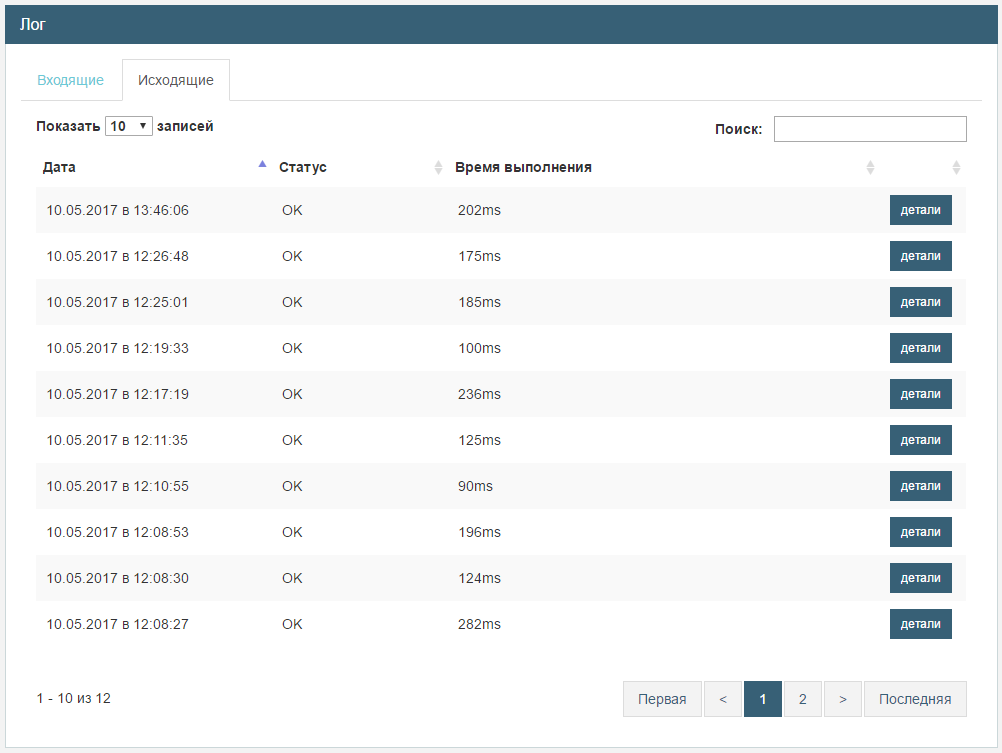 Лог
Входящие Исходящие
Показать 10 записей Поиск:
Дата Статус Время выполнения
10.05.2017 в 13:46:06 OK 202ms детали
10.05.2017 в 12:26:48 OK 175ms детали
10.05.2017 в 12:25:01 OK 185ms детали
10.05.2017 в 12:19:33 OK 100ms детали
10.05.2017 в 12:17:19 OK 236ms детали
10.05.2017 в 12:11:35 OK 125ms детали
10.05.2017 в 12:10:55 OK 90ms детали
10.05.2017 в 12:08:53 OK 196ms детали
10.05.2017 в 12:08:30 OK 124ms детали
10.05.2017 в 12:08:27 OK 282ms детали
1 - 10 из 12 Первая < 1 2 > Последняя